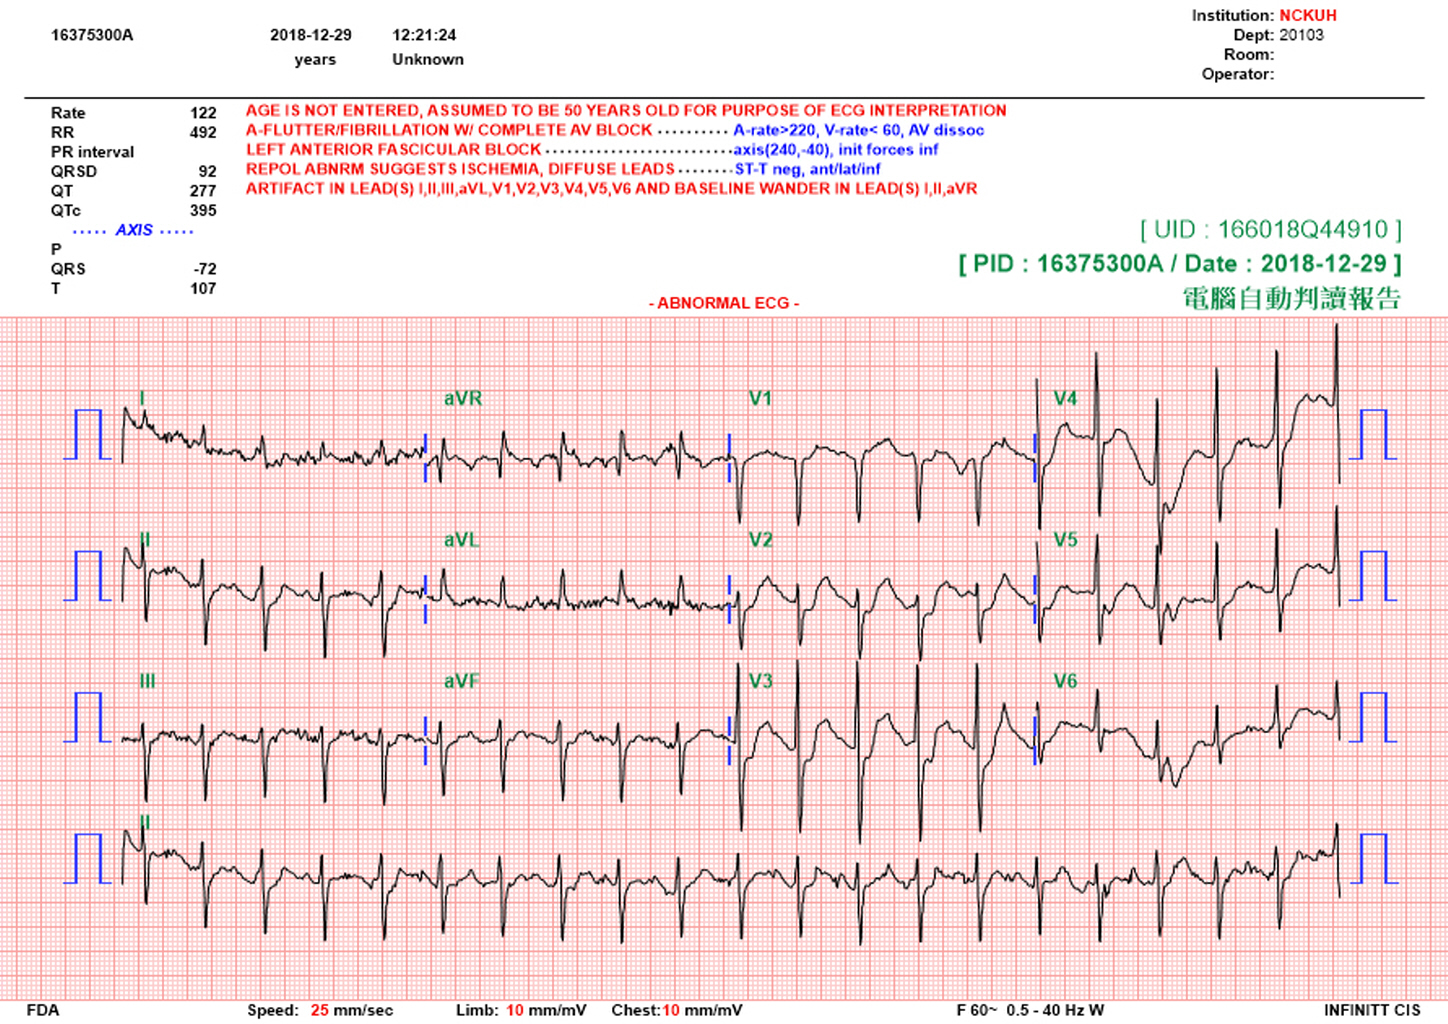 Institution: NCKUH
16375300A 2018-12-29 12:21:24 Dept: 20103
years Unknown Room:
Operator:
Rate 122 AGE IS NOT ENTERED, ASSUMED TO BE 50 YEARS OLD FOR PURPOSE OF ECG INTERPRETATION
RR 492 A-FLUTTER/FIBRILLATION W/ COMPLETE AV BLOCK .......... A-rate>220, V-rate< 60, AV dissoc
PR interval LEFT ANTERIOR FASCICULAR BLOCK ............................ axis(240,-40), init forces inf
QRSD 92 REPOL ABNRM SUGGESTS ISCHEMIA, DIFFUSE LEADS ........ ST-T neg, ant/lat/inf
QT 277 ARTIFACT IN LEAD(S) I,II,III,aVL,V1,V2,V3,V4,V5,V6 AND BASELINE WANDER IN LEAD(S) I,II,aVR
QTc 395
..... AXIS .....
[ UID : 166018Q44910 ]
P
[ PID : 16375300A / Date : 2018-12-29 ]
QRS -72
T 107
電腦自動判讀報告
- ABNORMAL ECG -
I aVR V1 V4
II aVL V2 V5
III aVF V3 V6
II
FDA Speed: 25 mm/sec Limb: 10 mm/mV Chest:10 mm/mV F 60~ 0.5 - 40 Hz W INFINITT CIS